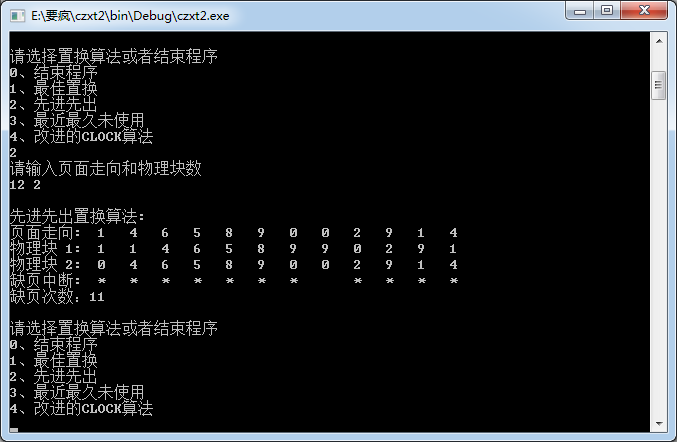 E:\要疯\czxt2\bin\Debug\czxt2.exe
请选择置换算法或者结束程序
0、结束程序
1、最佳置换
2、先进先出
3、最近最久未使用
4、改进的CLOCK算法
2
请输入页面走向和物理块数
12 2
先进先出置换算法：
页面走向： 1 4 6 5 8 9 0 0 2 9 1 4
物理块 1： 1 1 4 6 5 8 9 9 0 2 9 1
物理块 2： 0 4 6 5 8 9 0 0 2 9 1 4
缺页中断： * * * * * * * * * * *
缺页次数：11
请选择置换算法或者结束程序
0、结束程序
1、最佳置换
2、先进先出
3、最近最久未使用
4、改进的CLOCK算法